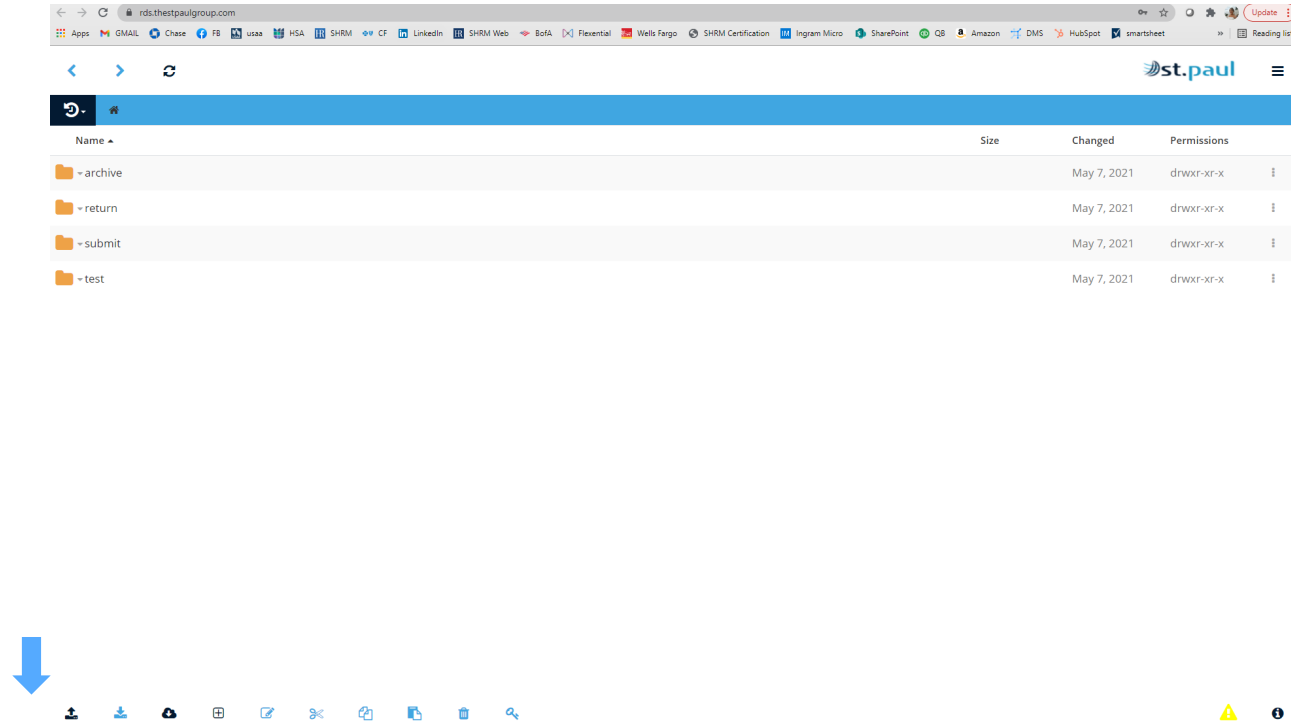 rds.thestpaulgroup.com Update
Apps GMAIL Chase FB usaa HSA SHRM CF LinkedIn SHRM Web BofA Flexential Wells Fargo SHRM Certification Ingram Micro SharePoint QB Amazon DMS HubSpot smartsheet » Reading list
st.paul
Name Size Changed Permissions
archive May 7, 2021 drwxr-xr-x
return May 7, 2021 drwxr-xr-x
submit May 7, 2021 drwxr-xr-x
test May 7, 2021 drwxr-xr-x